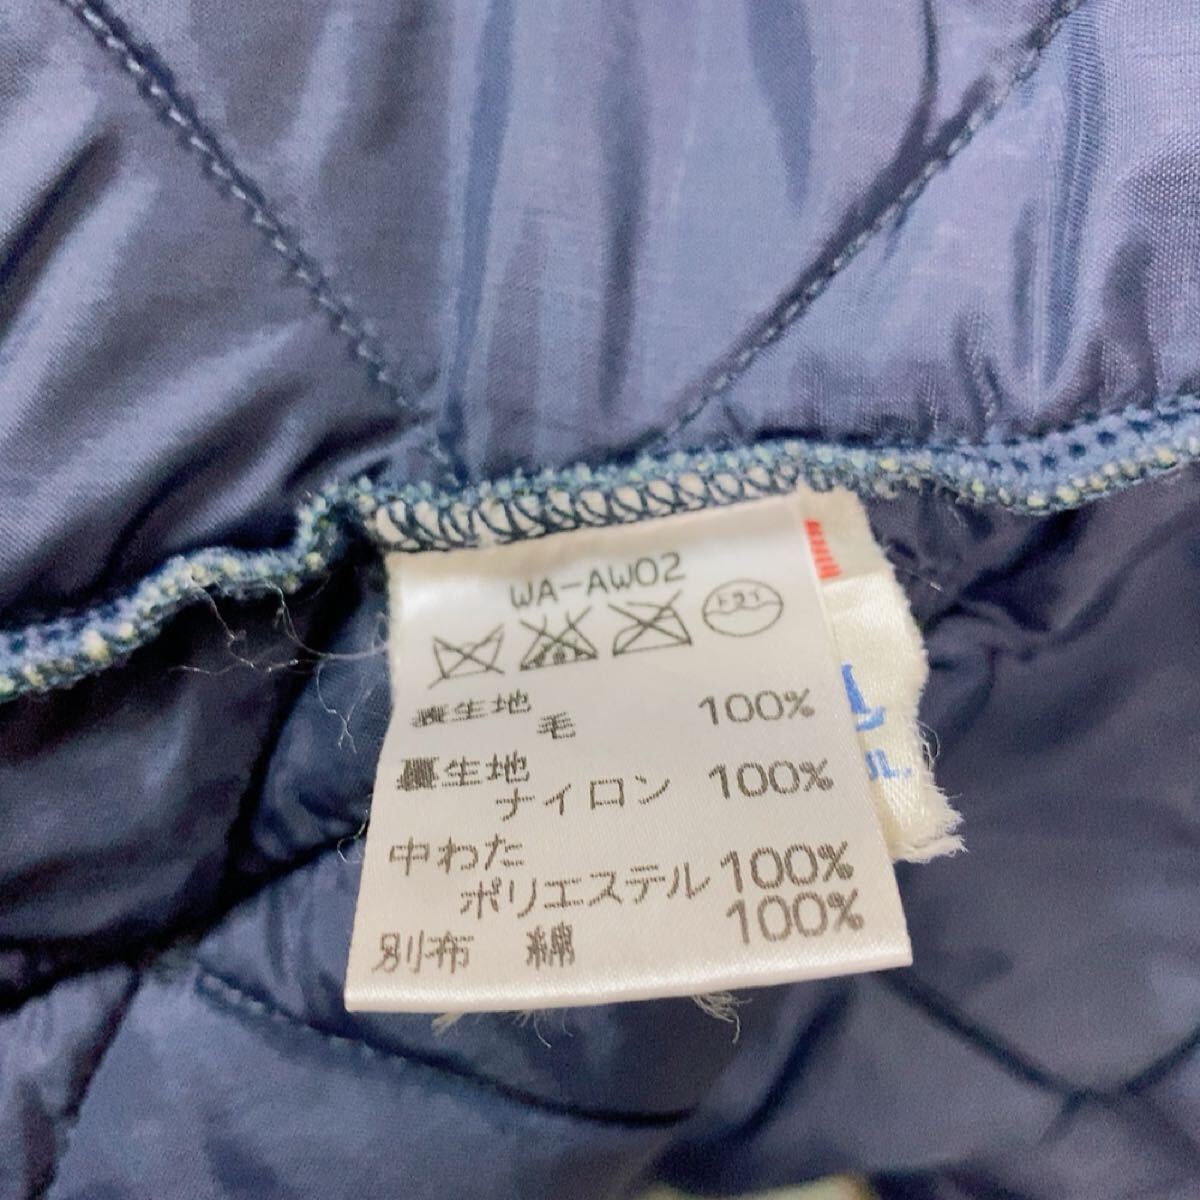 WA-AW02
ドライ
表生地
毛 100%
裏生地
ナイロン 100%
中わた
ポリエステル 100%
別布 綿 100%